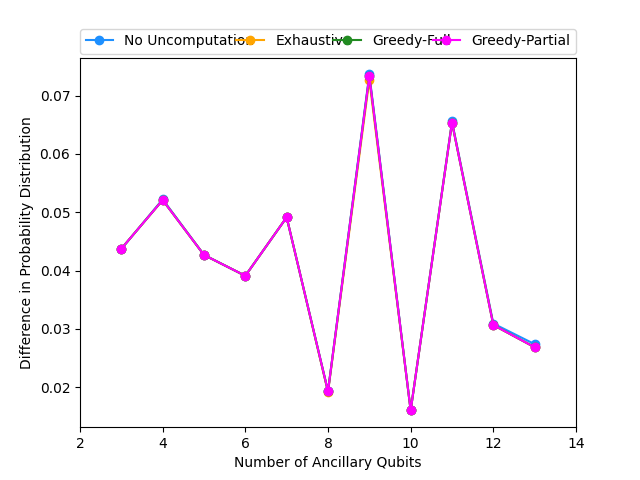 No Uncomputation Exhaustive Greedy-Full Greedy-Partial
0.07
0.06
0.05
0.04
0.03
0.02
Difference in Probability Distribution
2 4 6 8 10 12 14
Number of Ancillary Qubits